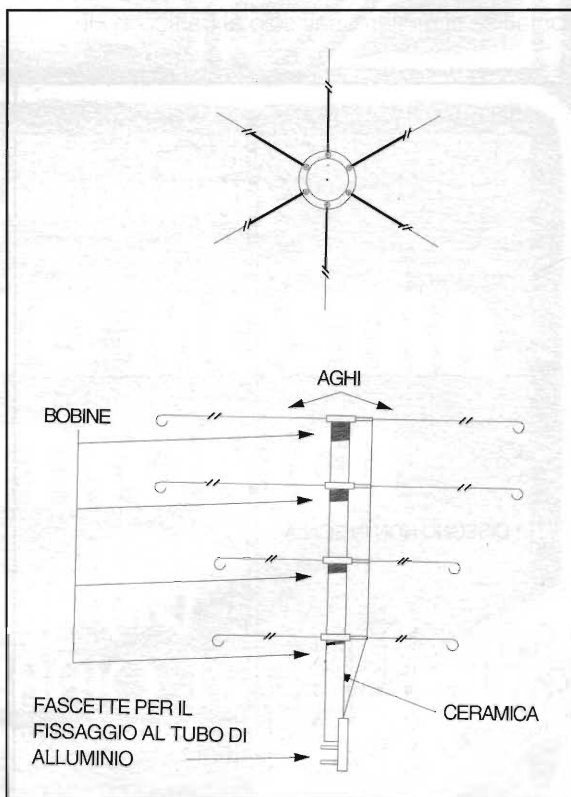 AGHI
BOBINE
CERAMICA
FASCETTE PER IL
FISSAGGIO AL TUBO DI
ALLUMINIO